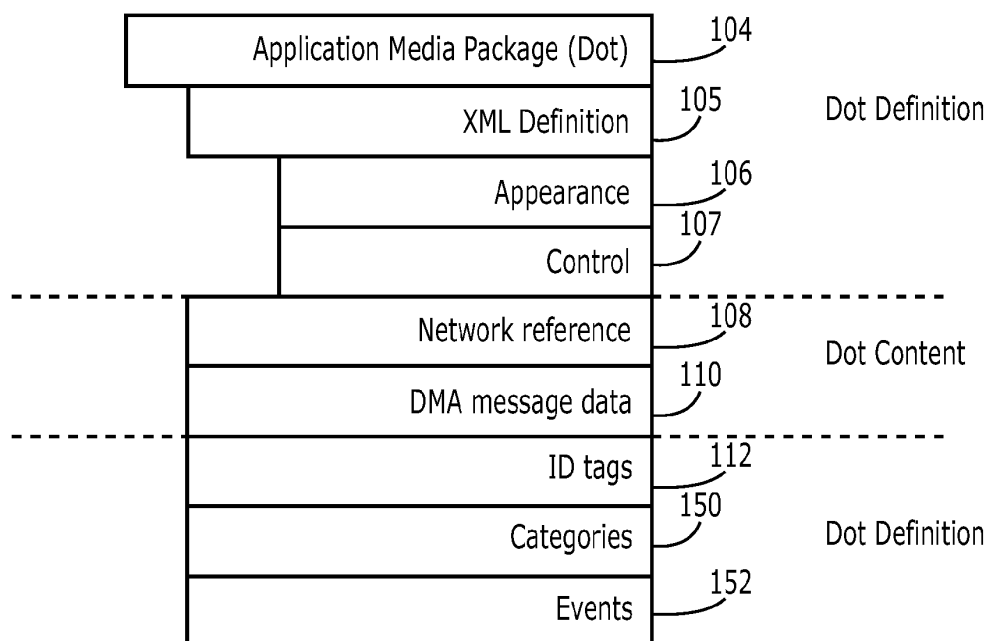 Application Media Package (Dot)
104
XML Definition
105
Dot Definition
Appearance
106
Control
107
Network reference
108
Dot Content
DMA message data
110
ID tags
112
Categories
150
Dot Definition
Events
152